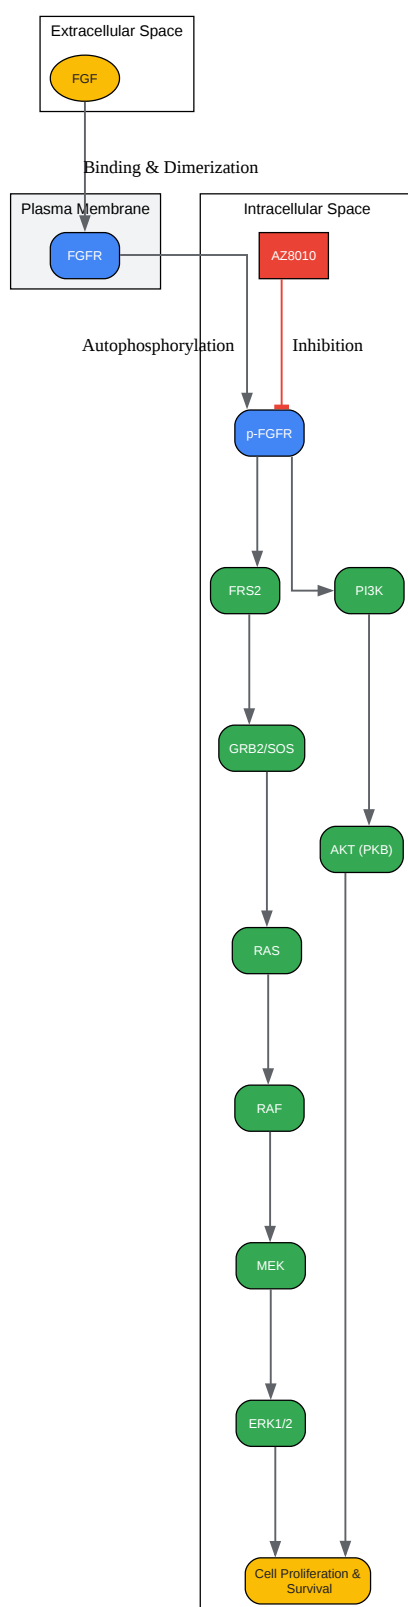 Extracellular Space
FGF
Binding & Dimerization
Plasma Membrane
Intracellular Space
FGFR
AZ8010
Autophosphorylation
Inhibition
p-FGFR
FRS2
PI3K
GRB2/SOS
AKT (PKB)
RAS
RAF
MEK
ERK1/2
Cell Proliferation &
Survival